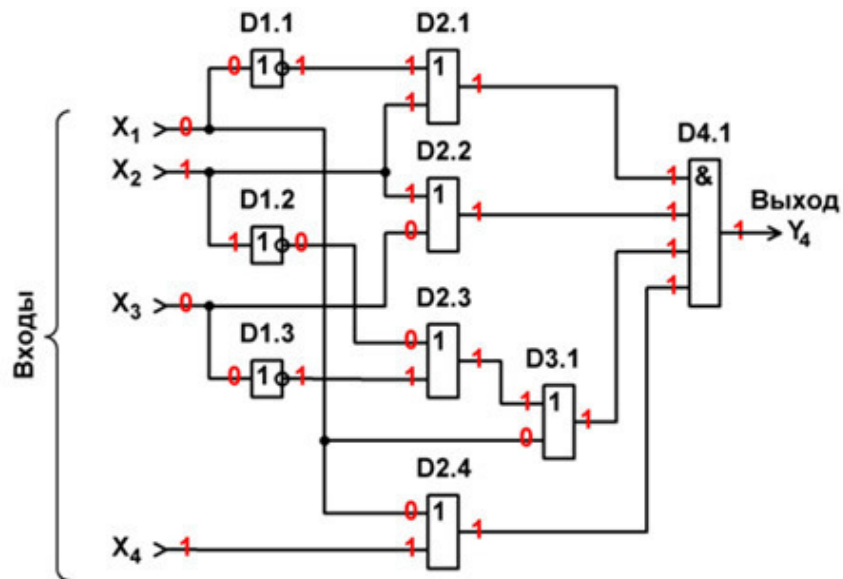 D1.1 D2.1
0 1 1 1 1 1
X1 0 1 D4.1
X2 1 D2.2 1 &
D1.2 1 1 1 1 Выход
1 1 0 0 1 1 Y4
X3 0 D2.3 1
D1.3 0 1 1 D3.1
0 1 1 1 1 1 1
0
D2.4
0 1 1
X4 1 1
Входы